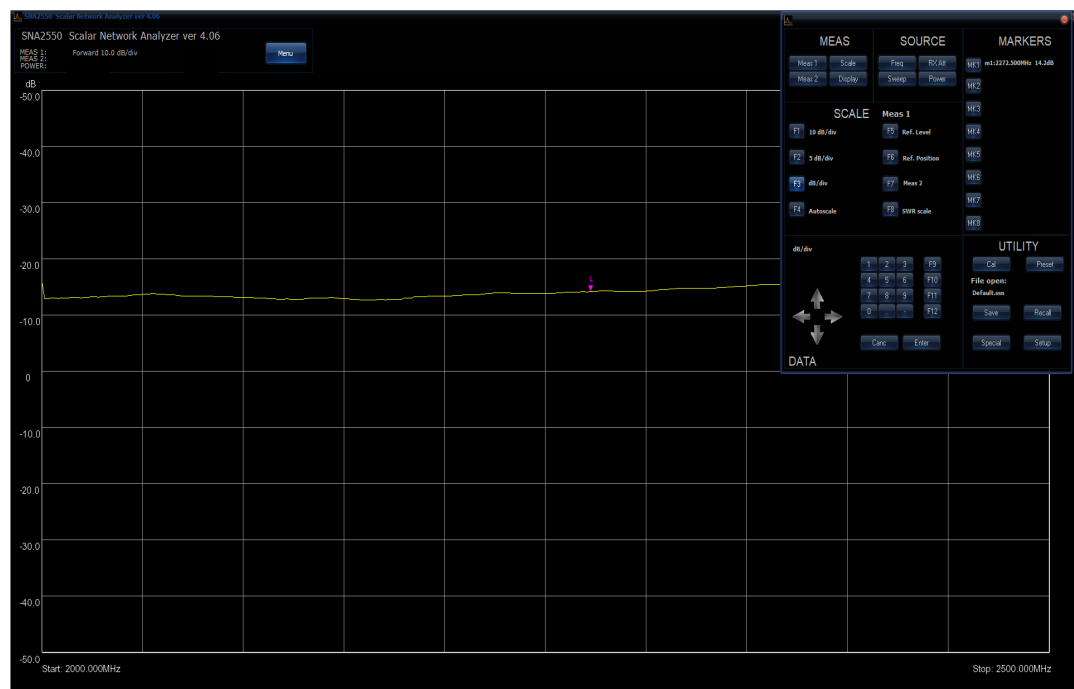 SNA2550 Scalar Network Analyzer ver 4.06
SNA2550 Scalar Network Analyzer ver 4.06
MEAS 1: Forward 10.0 dB/div
MEAS 2:
POWER:
Menu
dB
-50.0
-40.0
-30.0
-20.0
-10.0
0
-10.0
-20.0
-30.0
-40.0
-50.0
1
Start: 2000.000MHz
Stop: 2500.000MHz
MEAS
Meas 1 Scale
Meas 2 Display
SOURCE
Freq RX Att
Sweep Power
MARKERS
MK1 m1:2272.500MHz 14.2dB
MK2
MK3
MK4
MK5
MK6
MK7
MK8
SCALE Meas 1
F1 10 dB/div F5 Ref. Level
F2 5 dB/div F6 Ref. Position
F3 dB/div F7 Meas 2
F4 Autoscale F8 SWR scale
dB/div
1 2 3 F9
4 5 6 F10
7 8 9 F11
0 . - F12
Canc Enter
DATA
UTILITY
Cal Preset
File open:
Default.ssn
Save Recall
Special Setup